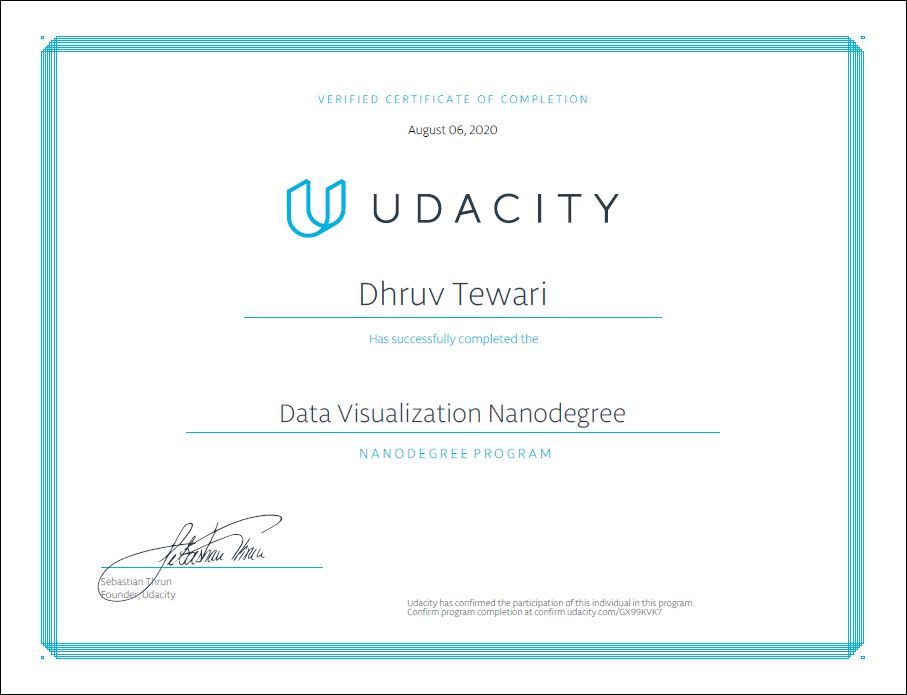 VERIFIED CERTIFICATE OF COMPLETION
August 06, 2020
UDACITY
Dhruv Tewari
Has successfully completed the
Data Visualization Nanodegree
NANODEGREE PROGRAM
Sebastian Thrun
Sebastian Thrun
Founder, Udacity
Udacity has confirmed the participation of this individual in this program.
Confirm program completion at confirm.udacity.com/GX99KVK7